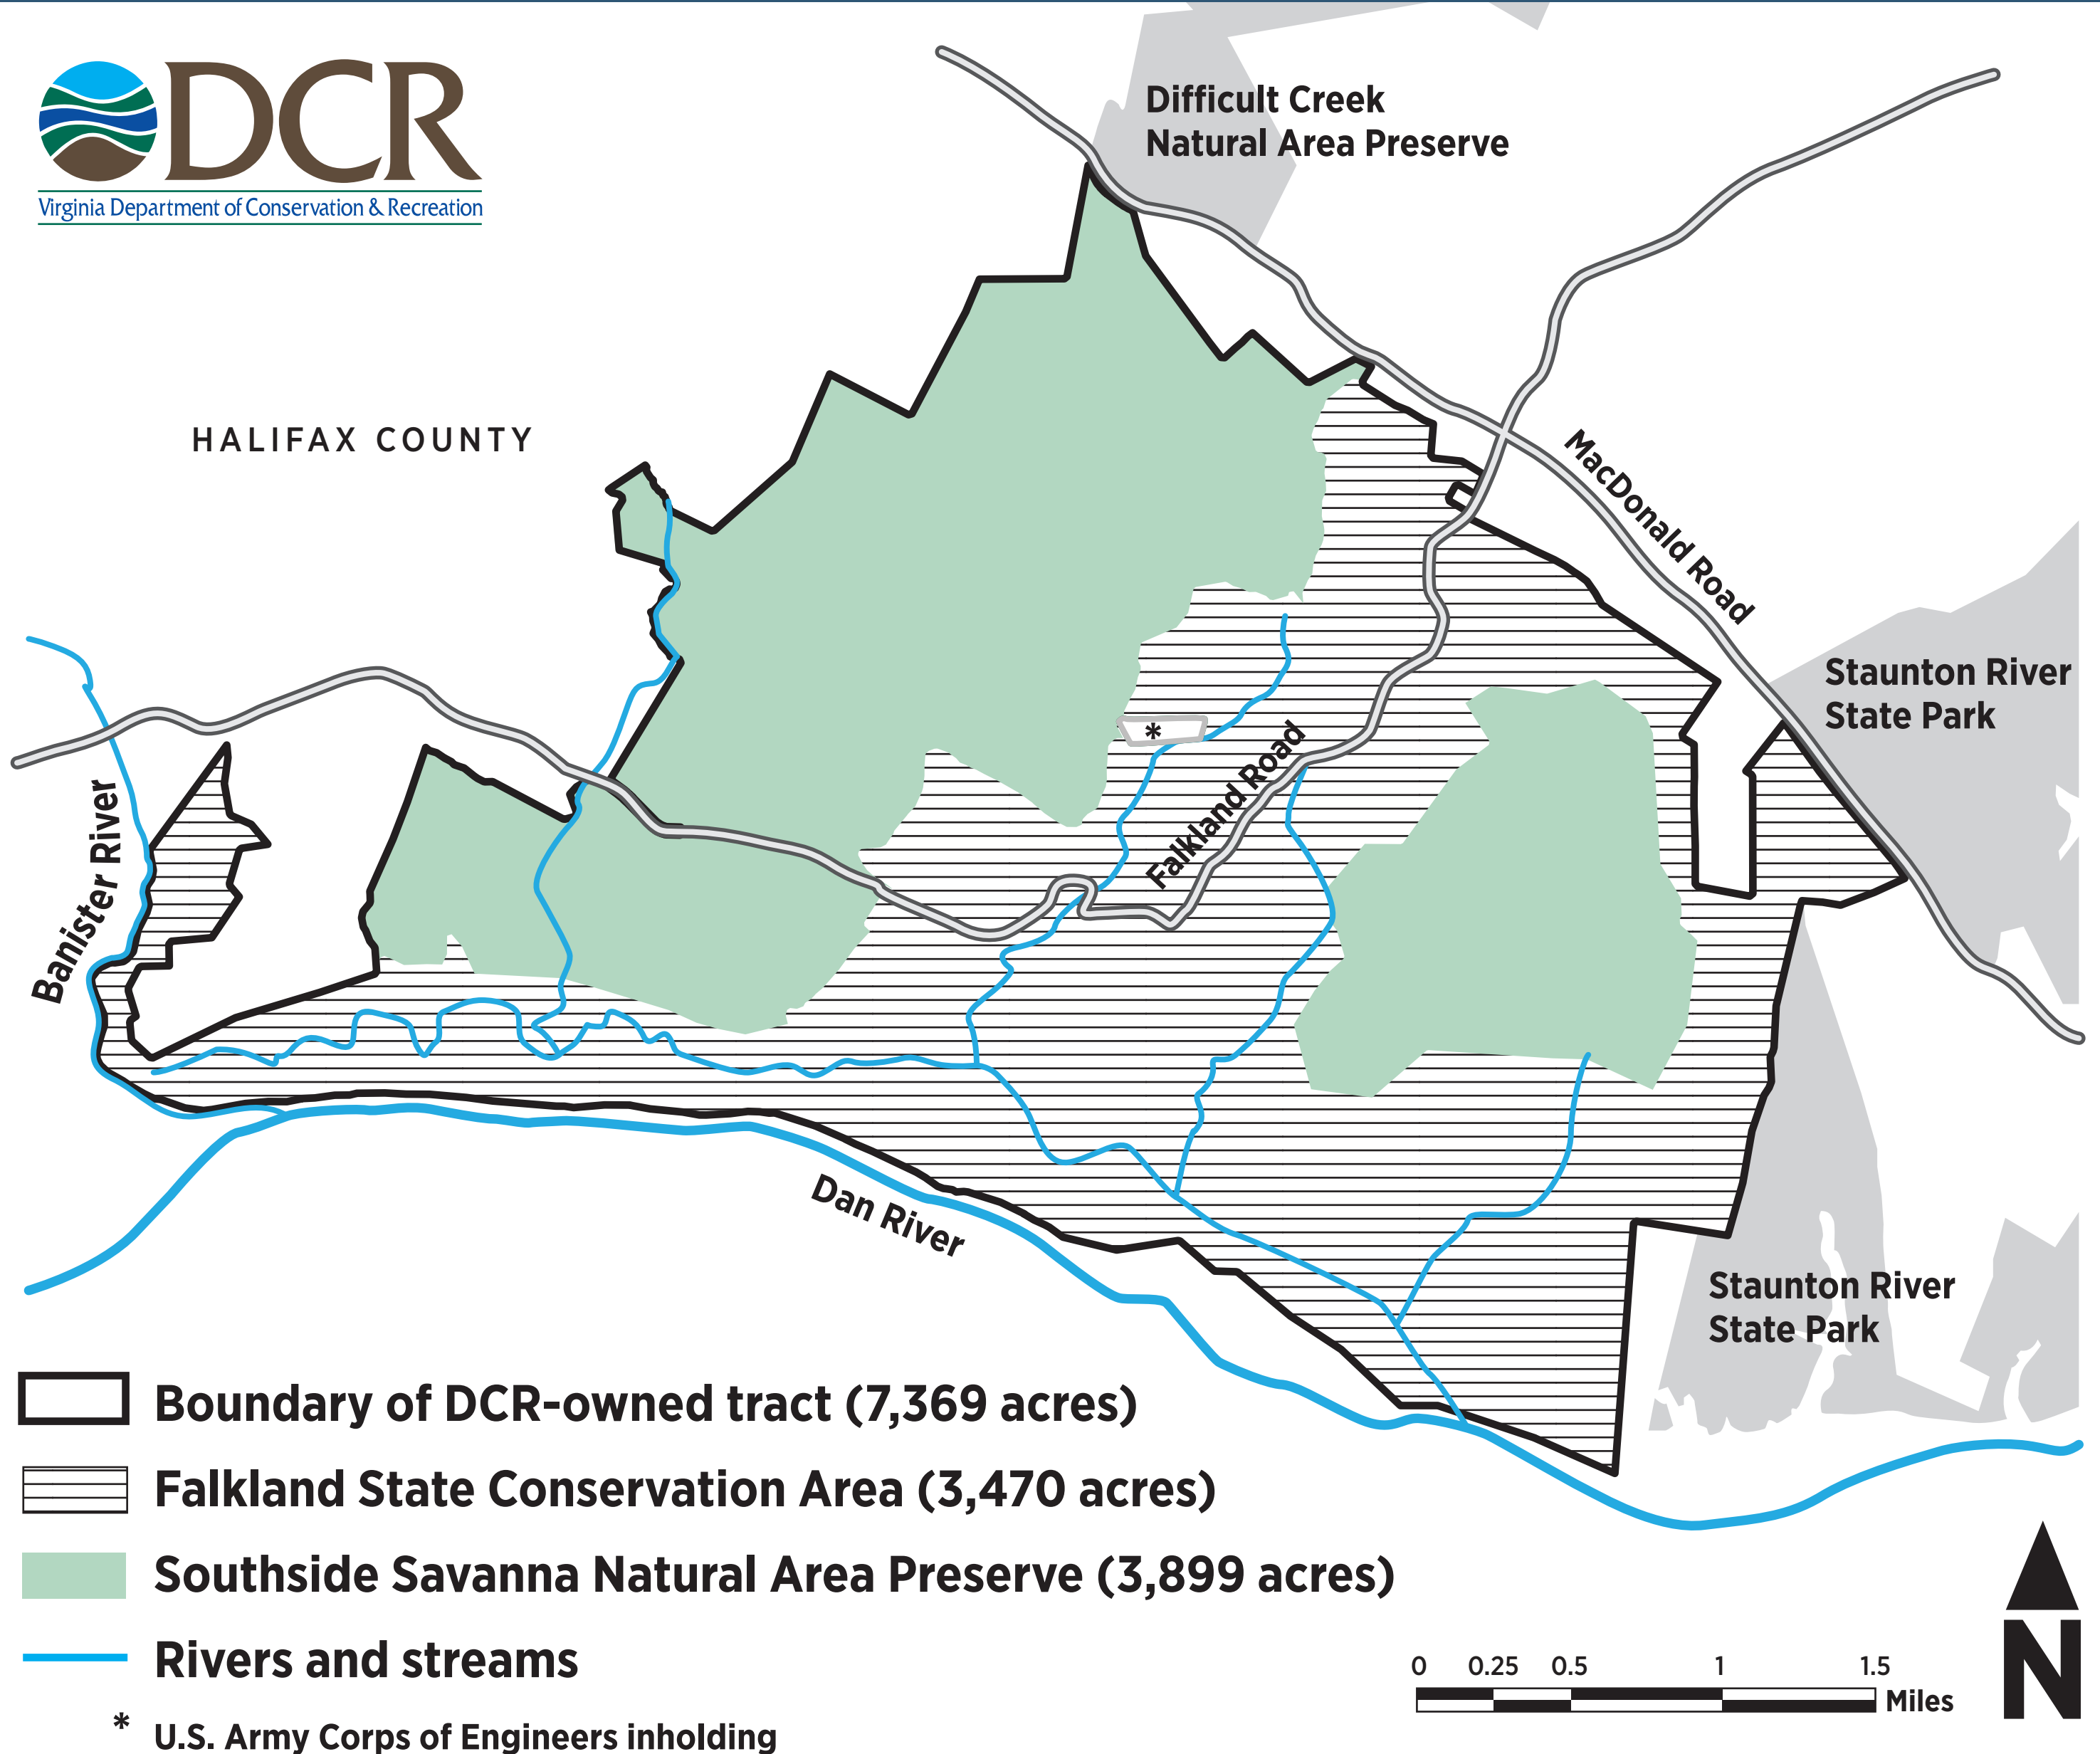 DCR
Virginia Department of Conservation & Recreation
Difficult Creek
Natural Area Preserve
HALIFAX COUNTY
MacDonald Road
Staunton River
State Park
*
Falkland Road
Banister River
Dan River
Staunton River
State Park
Boundary of DCR-owned tract (7,369 acres)
Falkland State Conservation Area (3,470 acres)
Southside Savanna Natural Area Preserve (3,899 acres)
Rivers and streams
* U.S. Army Corps of Engineers inholding
0 0.25 0.5 1 1.5
Miles
N